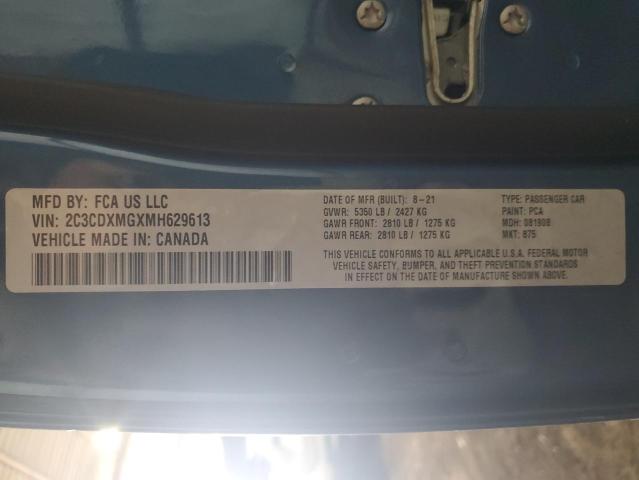 MFD BY: FCA US LLC
VIN: 2C3CDXMGXMH629613
VEHICLE MADE IN: CANADA
DATE OF MFR (BUILT): 8-21
GVWR: 5350 LB / 2427 KG
GAWR FRONT: 2810 LB / 1275 KG
GAWR REAR: 2810 LB / 1275 KG
TYPE: PASSENGER CAR
PAINT: PCA
MDH: 081908
MKT: 875
THIS VEHICLE CONFORMS TO ALL APPLICABLE U.S.A. FEDERAL MOTOR
VEHICLE SAFETY, BUMPER, AND THEFT PREVENTION STANDARDS
IN EFFECT ON THE DATE OF MANUFACTURE SHOWN ABOVE.